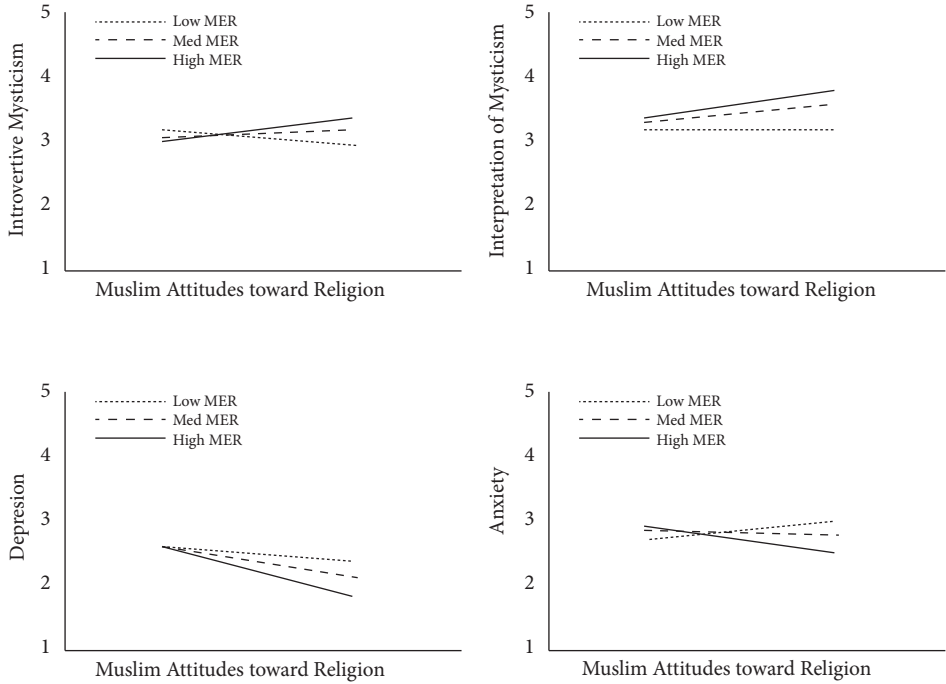 Introvertive Mysticism
5
4
3
2
1
Low MER
Med MER
High MER
Muslim Attitudes toward Religion
Interpretation of Mysticism
5
4
3
2
1
Low MER
Med MER
High MER
Muslim Attitudes toward Religion
Depresion
5
4
3
2
1
Low MER
Med MER
High MER
Muslim Attitudes toward Religion
Anxiety
5
4
3
2
1
Low MER
Med MER
High MER
Muslim Attitudes toward Religion